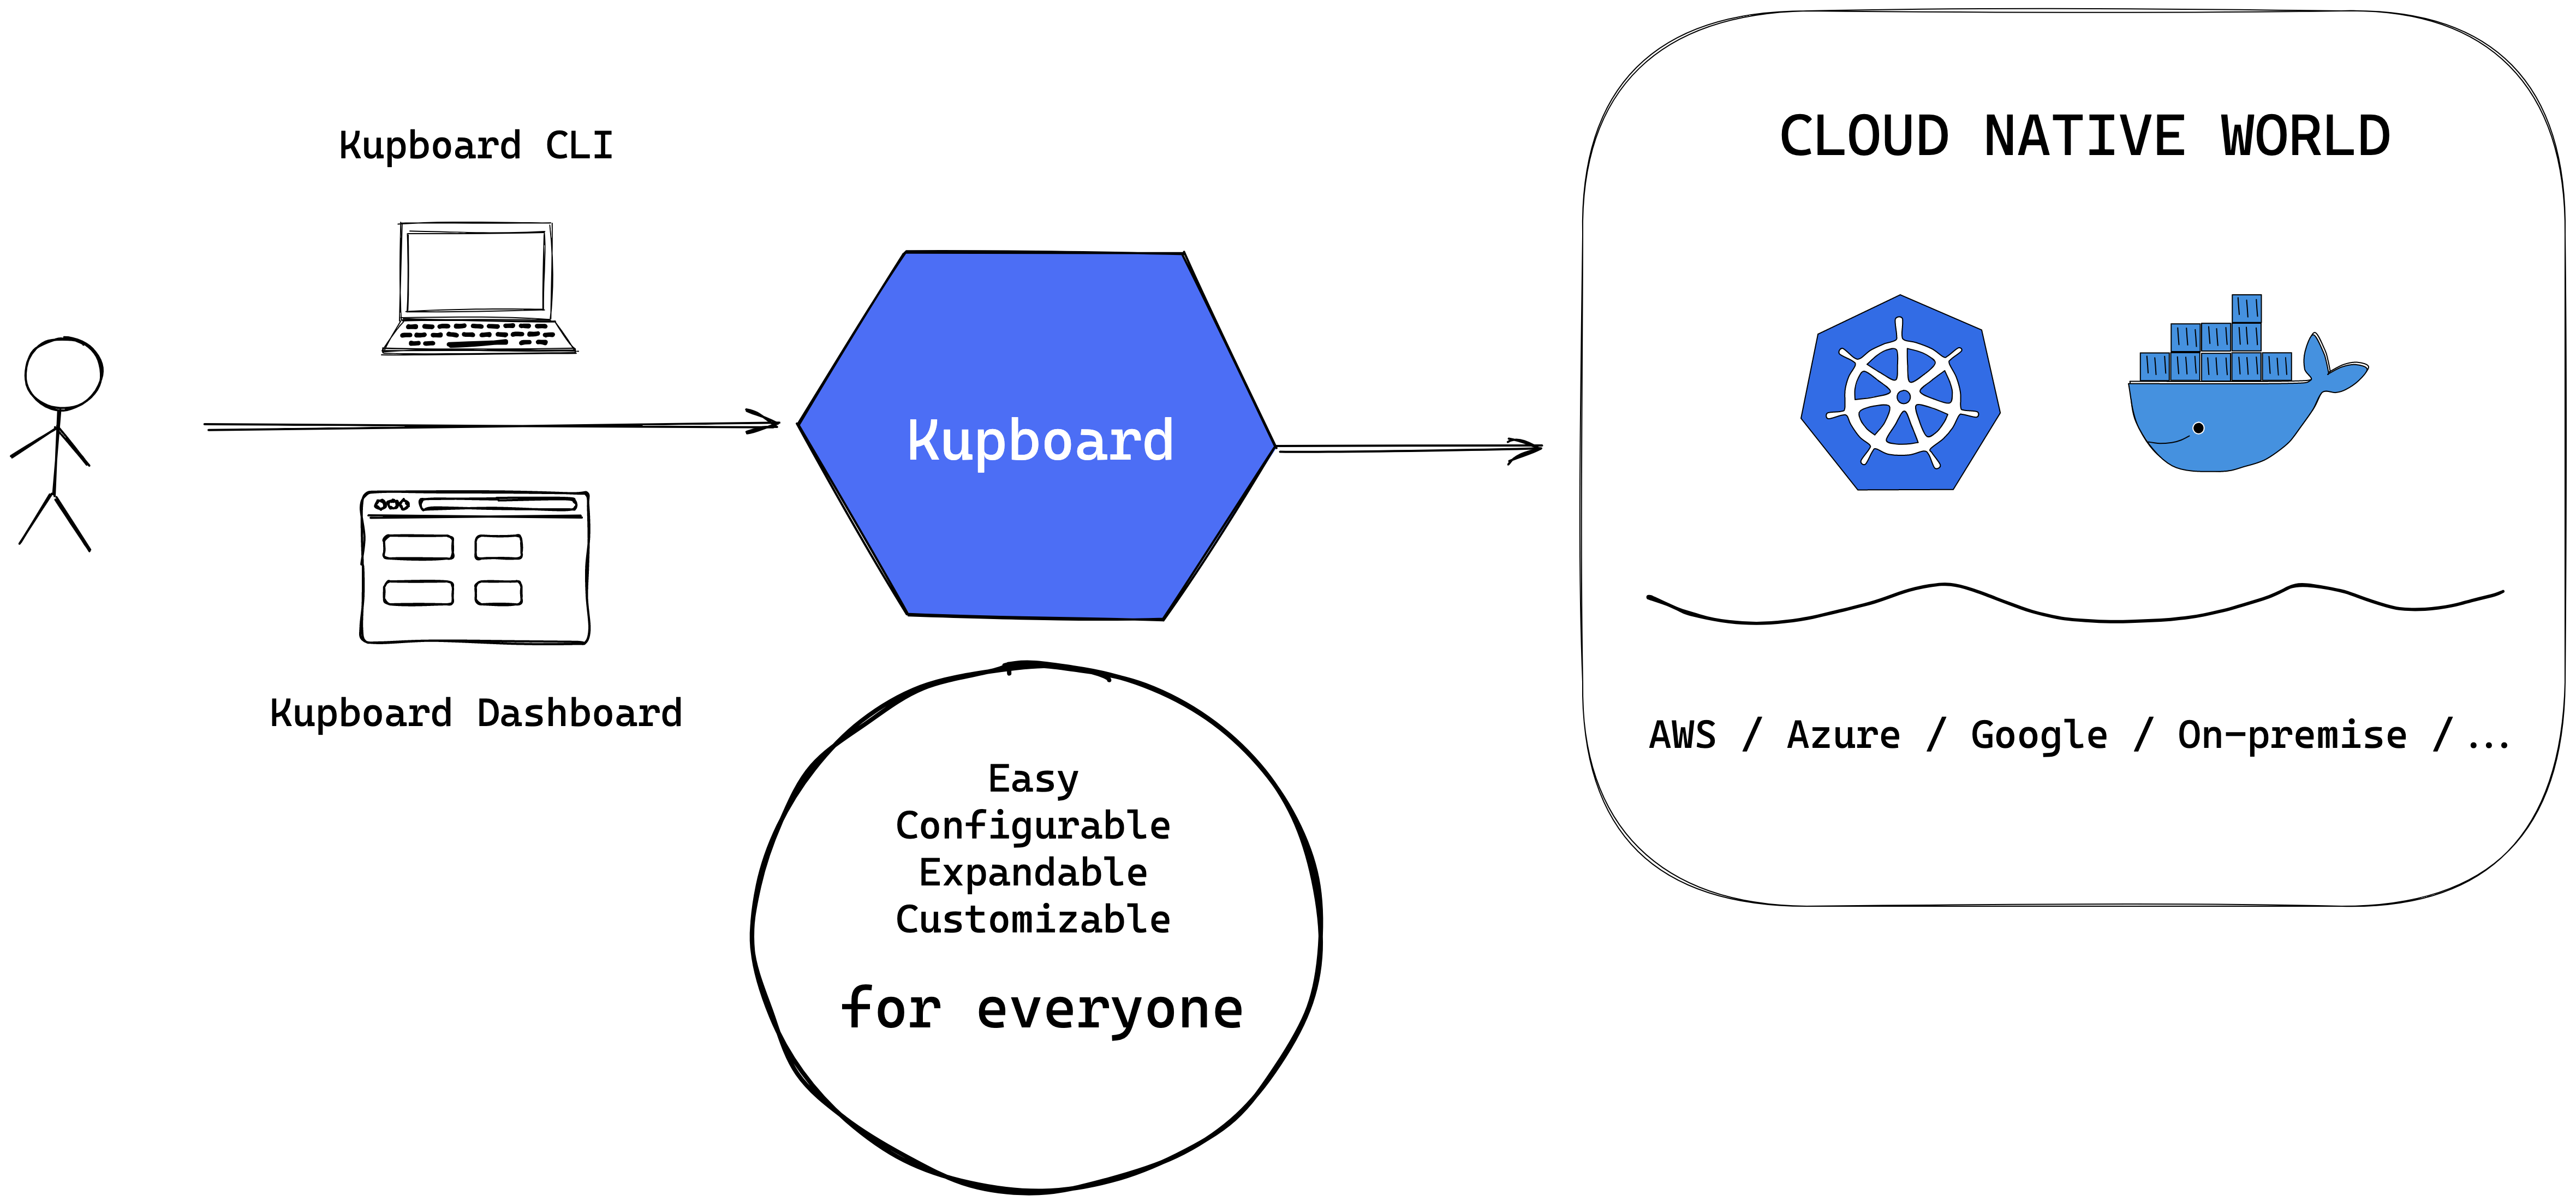 Kupboard CLI
Kupboard Dashboard
Kupboard
Easy
Configurable
Expandable
Customizable
for everyone
CLOUD NATIVE WORLD
AWS / Azure / Google / On-premise / ...